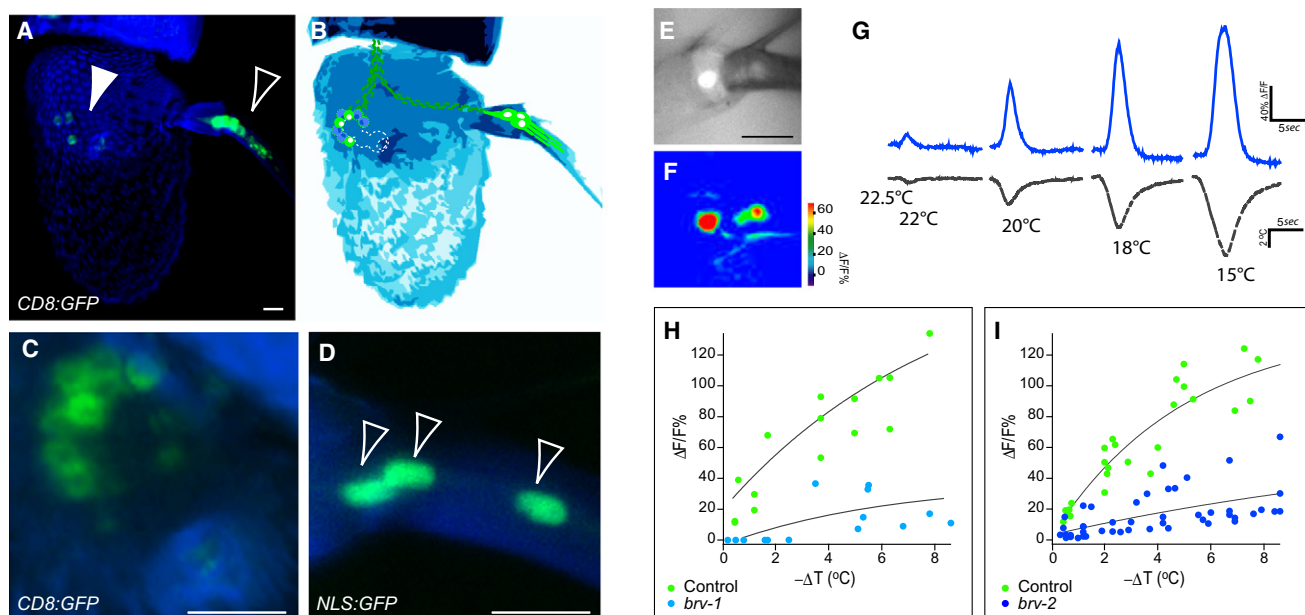 A
B
CD8:GFP
C
D
CD8:GFP
NLS:GFP
E
F
60
40
20
0
ΔF/F%
G
40% ΔF/F
5sec
22.5°C
22°C
20°C
18°C
15°C
2 °C
5sec
H
ΔF/F%
120
100
80
60
40
20
0
0 2 4 6 8
−ΔT (°C)
Control
brv-1
I
ΔF/F%
120
100
80
60
40
20
0
0 2 4 6 8
−ΔT (°C)
Control
brv-2